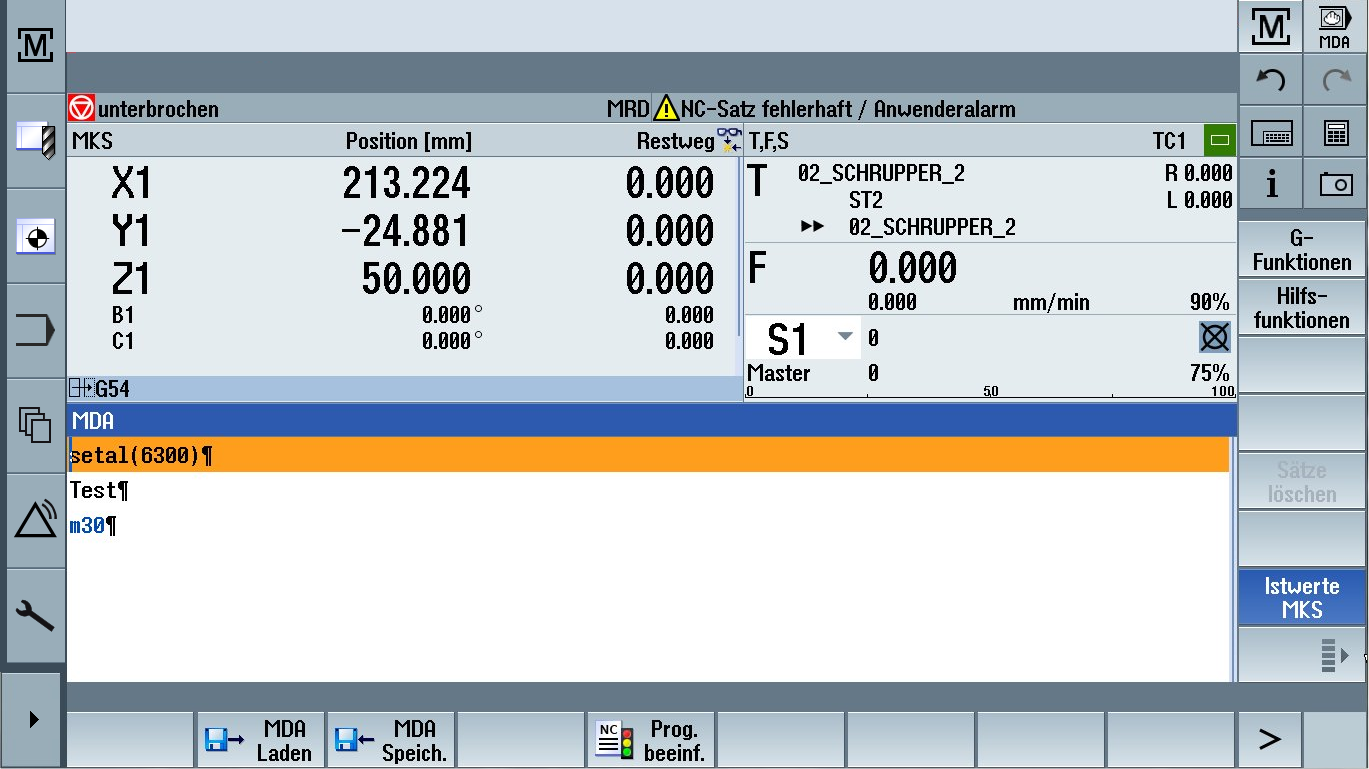 M
M
MDA
unterbrochen
MRD
NC-Satz fehlerhaft / Anwenderalarm
MKS Position [mm] Restweg
X1 213.224 0.000
Y1 -24.881 0.000
Z1 50.000 0.000
B1 0.000° 0.000
C1 0.000° 0.000
G54
T,F,S TC1
T 02_SCHRUPPER_2 R 0.000
ST2 L 0.000
02_SCHRUPPER_2
F 0.000
0.000 mm/min 90%
S1 0
Master 0 75%
0 50 100
MDA
setal(6300)¶
Test¶
m30¶
i
G-
Funktionen
Hilfs-
funktionen
Sätze
löschen
Istwerte
MKS
MDA
Laden
MDA
Speich.
NC
Prog.
beeinf.
>